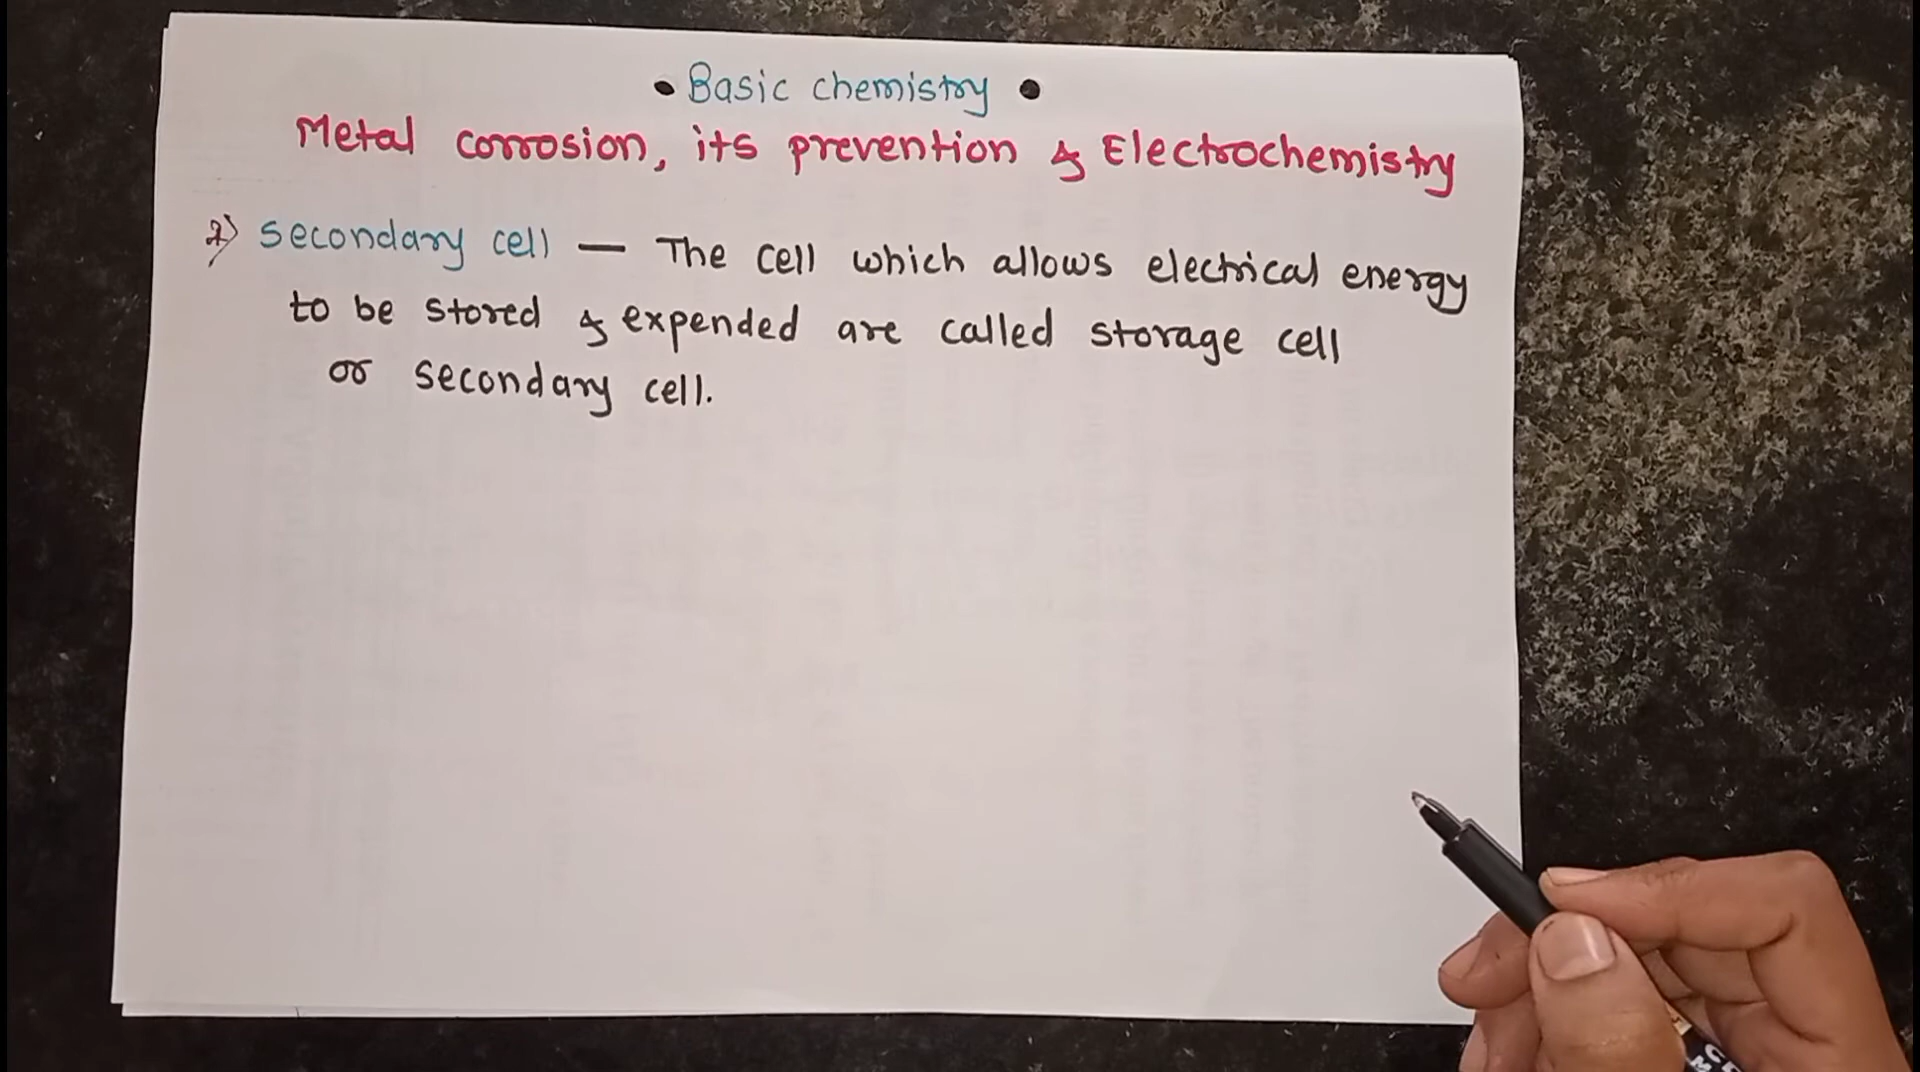 • Basic chemistry •
Metal corrosion, its prevention & Electrochemistry
2) secondary cell — The cell which allows electrical energy
to be stored & expended are called storage cell
or secondary cell.